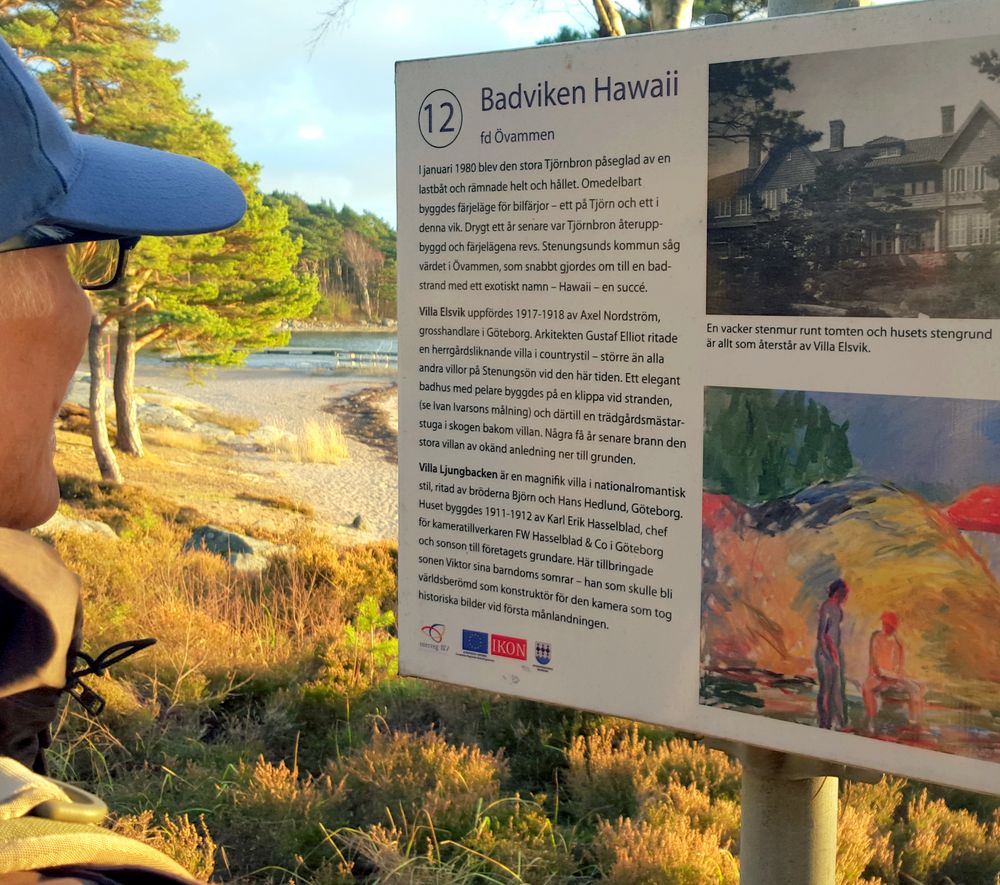 12
Badviken Hawaii
fd Övammen
I januari 1980 blev den stora Tjörnbron påseglad av en
lastbåt och rämnade helt och hållet. Omedelbart
byggdes färjeläge för bilfärjor – ett på Tjörn och ett i
denna vik. Drygt ett år senare var Tjörnbron återupp-
byggd och färjelägena revs. Stenungsunds kommun såg
värdet i Övammen, som snabbt gjordes om till en bad-
strand med ett exotiskt namn – Hawaii – en succé.
Villa Elsvik uppfördes 1917-1918 av Axel Nordström,
grosshandlare i Göteborg. Arkitekten Gustaf Elliot ritade
en herrgårdsliknande villa i countrystil – större än alla
andra villor på Stenungsön vid den här tiden. Ett elegant
badhus med pelare byggdes på en klippa vid stranden,
(se Ivan Ivarsons målning) och därtill en trädgårdsmästar-
stuga i skogen bakom villan. Några få år senare brann den
stora villan av okänd anledning ner till grunden.
Villa Ljungbacken är en magnifik villa i nationalromantisk
stil, ritad av bröderna Björn och Hans Hedlund, Göteborg.
Huset byggdes 1911-1912 av Karl Erik Hasselblad, chef
för kameratillverkaren FW Hasselblad & Co i Göteborg
och sonson till företagets grundare. Här tillbringade
sonen Viktor sina barndoms somrar – han som skulle bli
världsberömd som konstruktör för den kamera som tog
historiska bilder vid första månlandningen.
IKON
En vacker stenmur runt tomten och husets stengrund
är allt som återstår av Villa Elsvik.